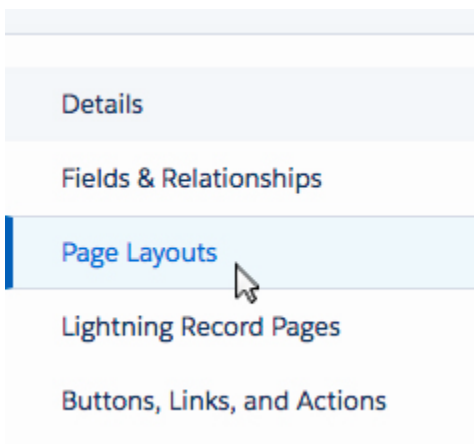 Details
Fields & Relationships
Page Layouts
Lightning Record Pages
Buttons, Links, and Actions